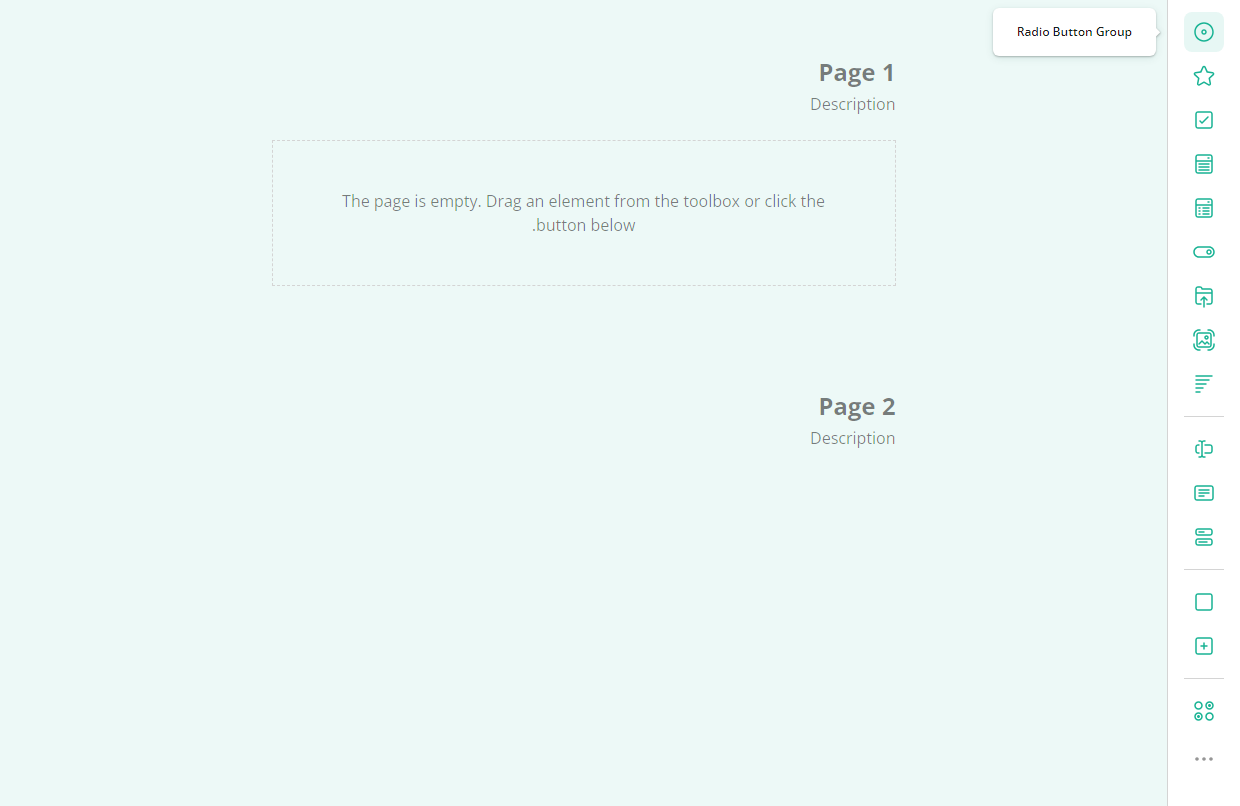 Radio Button Group
Page 1
Description
The page is empty. Drag an element from the toolbox or click the
.button below
Page 2
Description